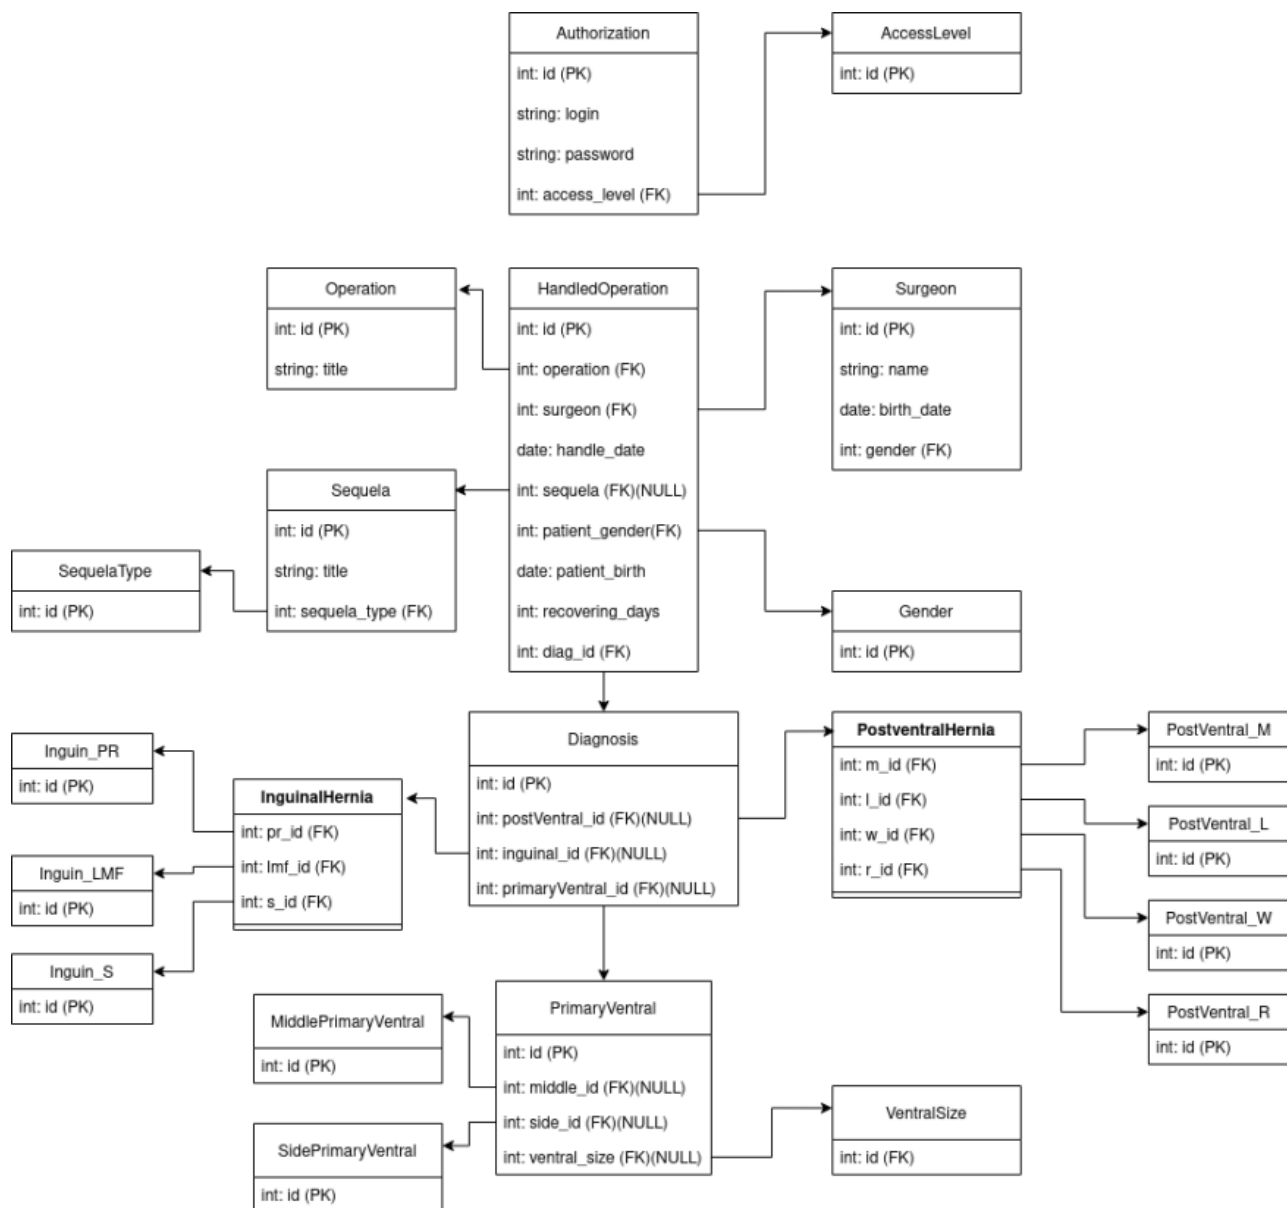 Authorization
int: id (PK)
string: login
string: password
int: access_level (FK)
AccessLevel
int: id (PK)
Operation
int: id (PK)
string: title
HandledOperation
int: id (PK)
int: operation (FK)
int: surgeon (FK)
date: handle_date
int: sequela (FK)(NULL)
int: patient_gender(FK)
date: patient_birth
int: recovering_days
int: diag_id (FK)
Surgeon
int: id (PK)
string: name
date: birth_date
int: gender (FK)
Sequela
int: id (PK)
string: title
int: sequela_type (FK)
SequelaType
int: id (PK)
Gender
int: id (PK)
Diagnosis
int: id (PK)
int: postVentral_id (FK)(NULL)
int: inguinal_id (FK)(NULL)
int: primaryVentral_id (FK)(NULL)
PostventralHernia
int: m_id (FK)
int: l_id (FK)
int: w_id (FK)
int: r_id (FK)
PostVentral_M
int: id (PK)
PostVentral_L
int: id (PK)
PostVentral_W
int: id (PK)
PostVentral_R
int: id (PK)
Inguin_PR
int: id (PK)
InguinalHernia
int: pr_id (FK)
int: lmf_id (FK)
int: s_id (FK)
Inguin_LMF
int: id (PK)
Inguin_S
int: id (PK)
PrimaryVentral
int: id (PK)
int: middle_id (FK)(NULL)
int: side_id (FK)(NULL)
int: ventral_size (FK)(NULL)
MiddlePrimaryVentral
int: id (PK)
SidePrimaryVentral
int: id (PK)
VentralSize
int: id (FK)